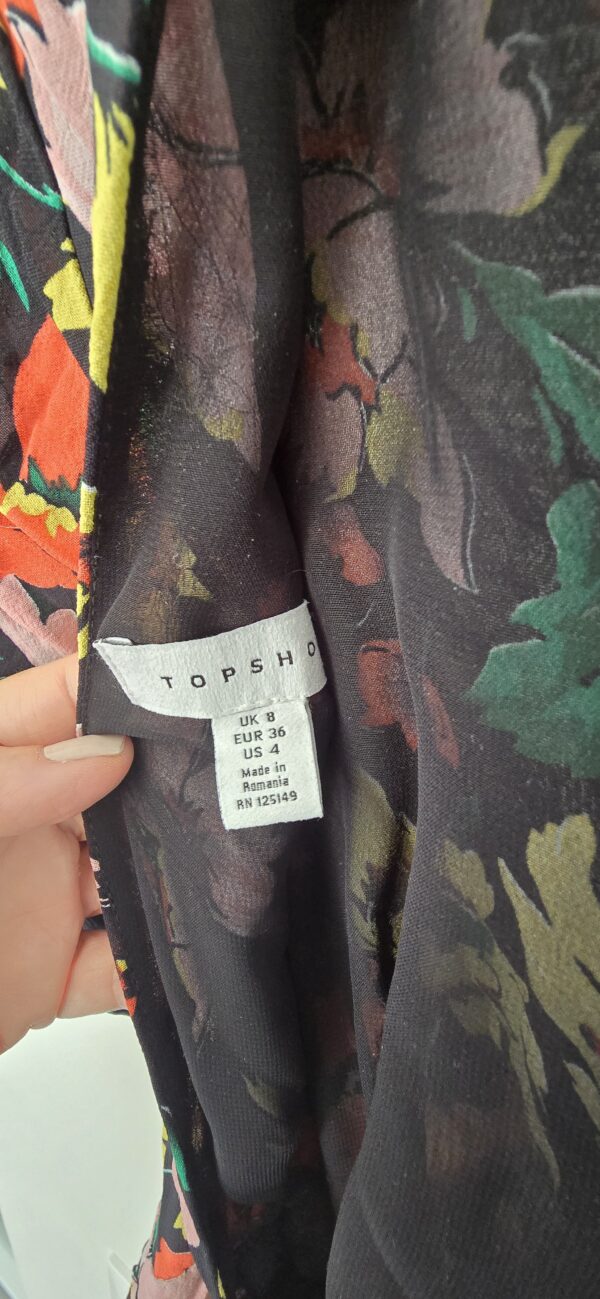 TOPSHO
UK 8
EUR 36
US 4
Made in
Romania
RN 125149